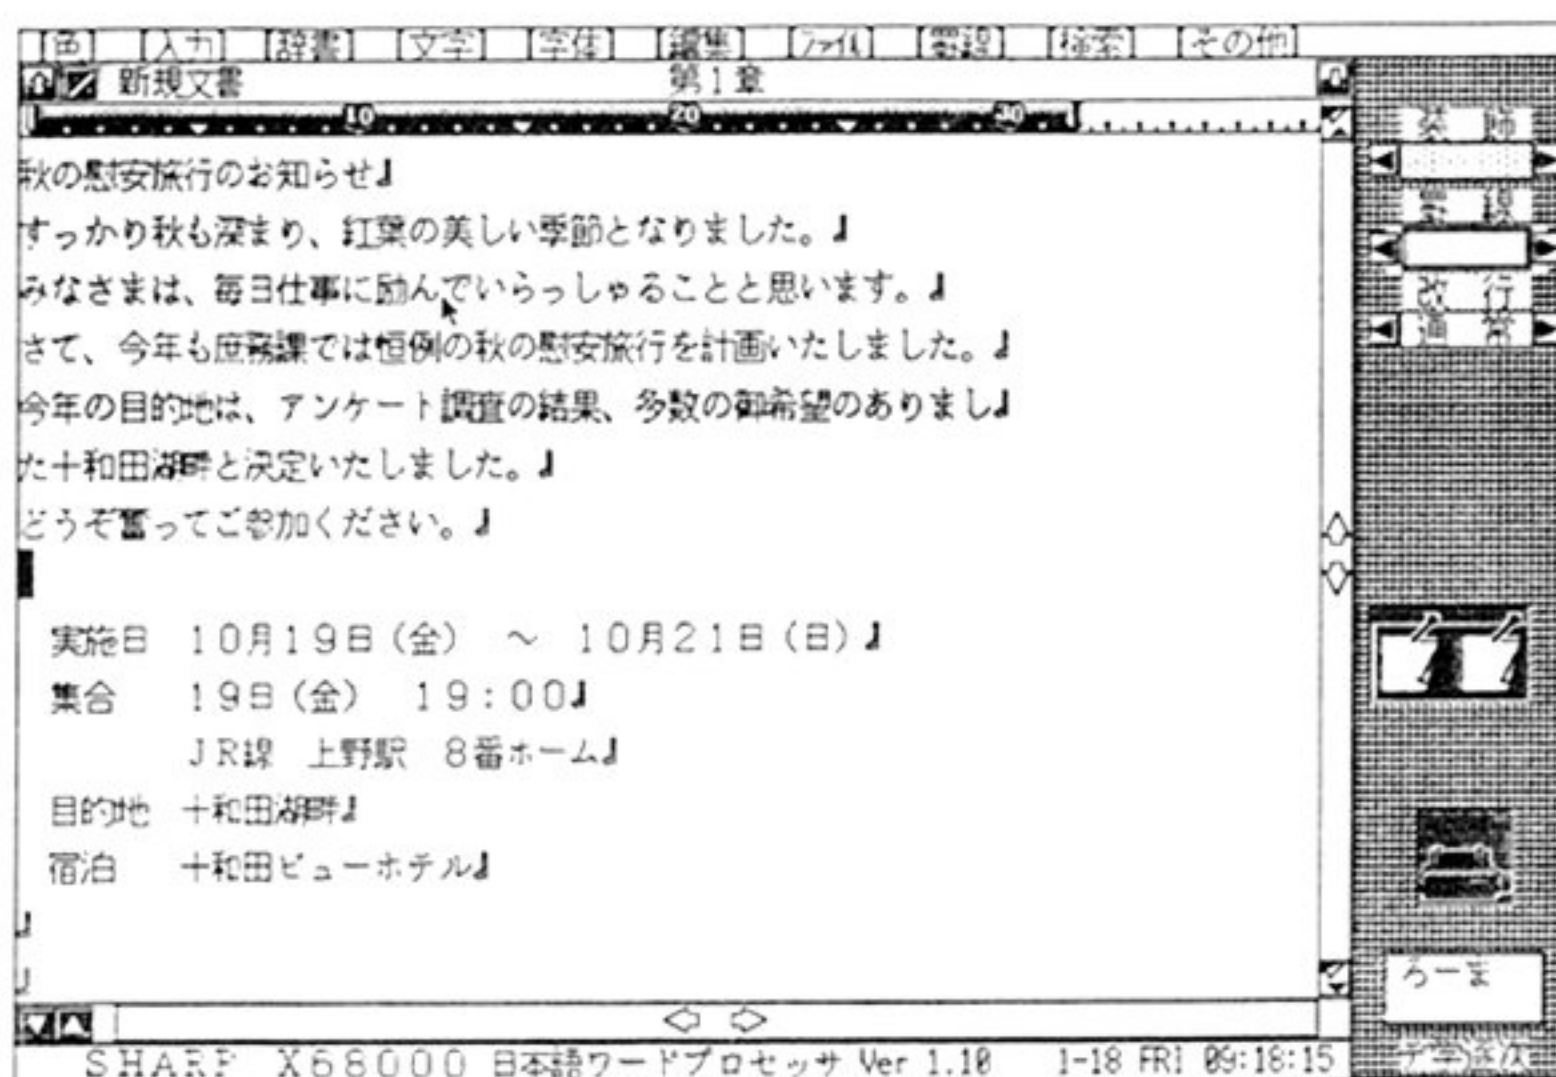 [色] [入力] [辞書] [文字] [字体] [編集] [ファイル] [罫線] [検索] [その他]
新規文書 第1章
10 20 30
秋の慰安旅行のお知らせ
すっかり秋も深まり、紅葉の美しい季節となりました。
みなさまは、毎日仕事に励んでいらっしゃることと思います。
さて、今年も庶務課では恒例の秋の慰安旅行を計画いたしました。
今年の目的地は、アンケート調査の結果、多数の御希望のありまし
た十和田湖畔と決定いたしました。
どうぞ奮ってご参加ください。
実施日 10月19日(金) ～ 10月21日(日)
集合 19日(金) 19:00
JR線 上野駅 8番ホーム
目的地 十和田湖畔
宿泊 十和田ビューホテル
装飾
罫線
改行
通常
ろーま
SHARP X68000 日本語ワードプロセッサ Ver 1.10 1-18 FRI 09:18:15